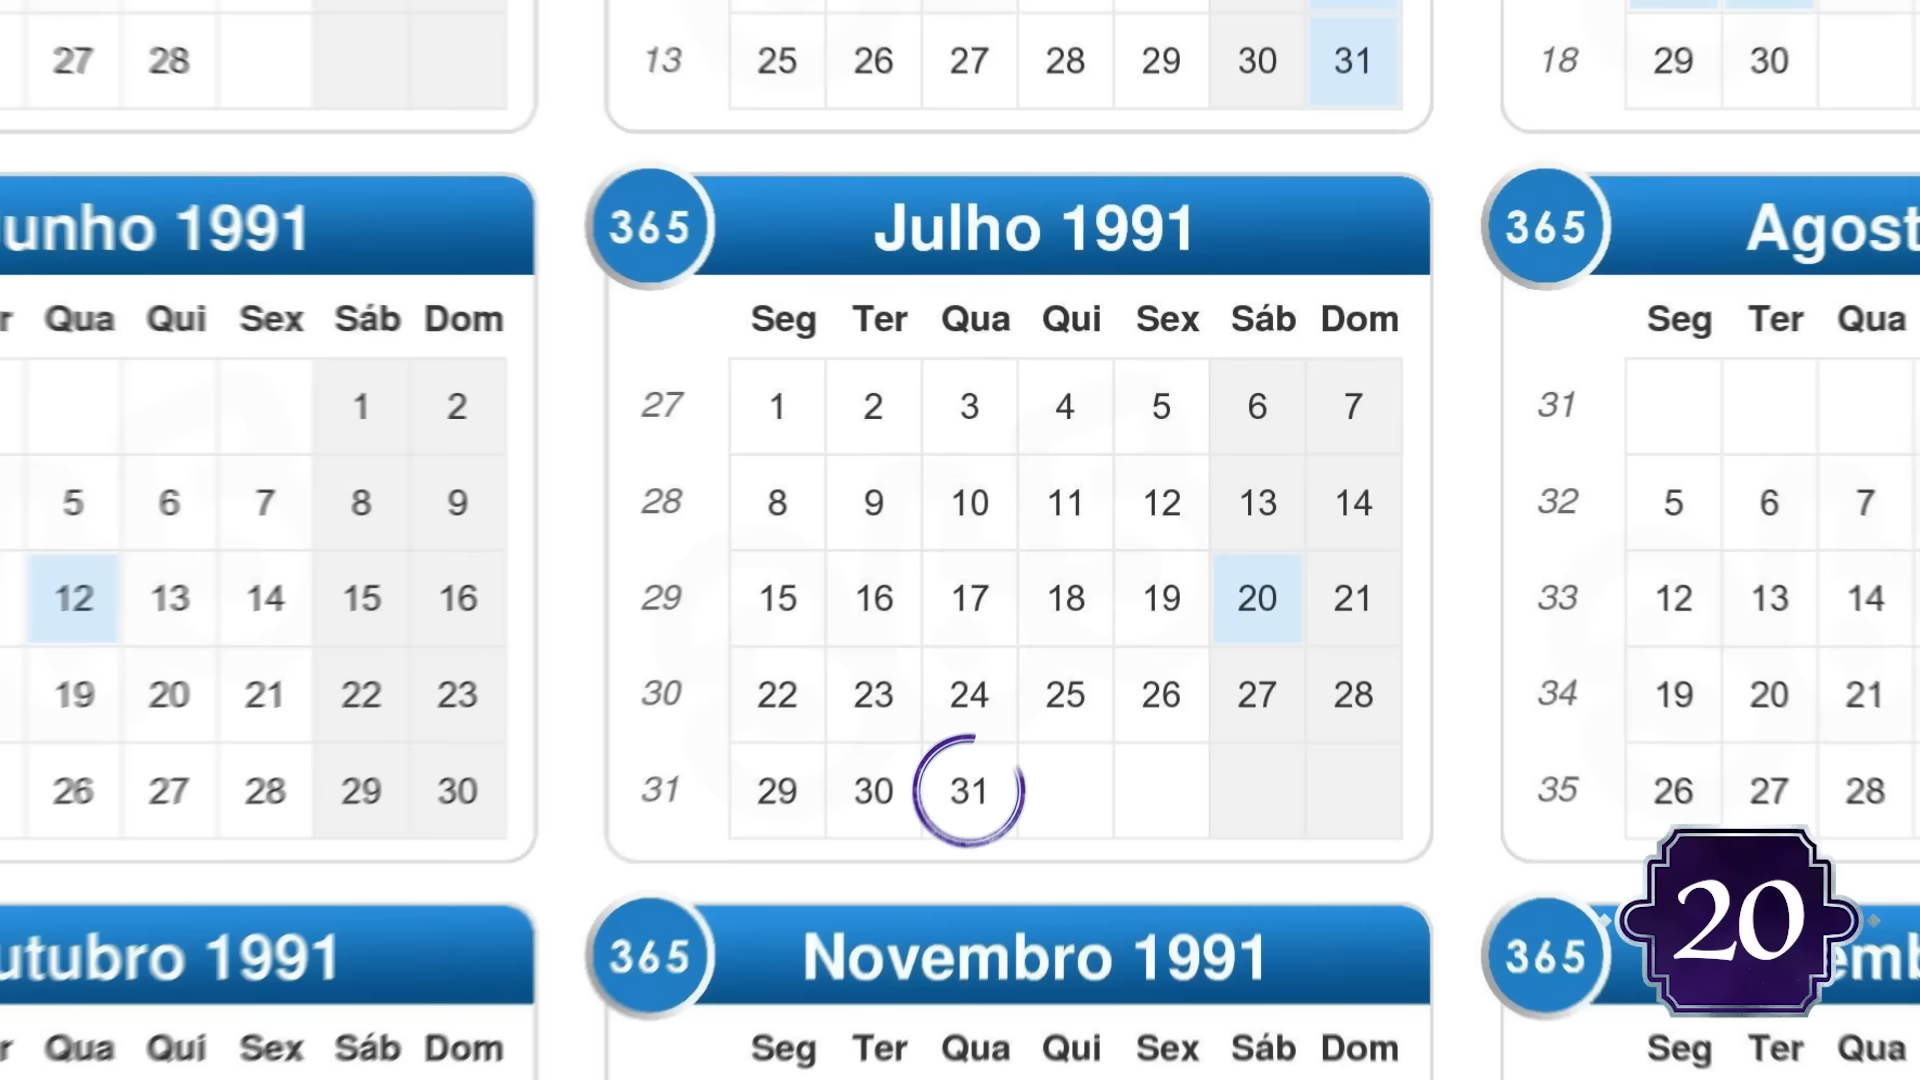 27 28
13 25 26 27 28 29 30 31
18 29 30
unho 1991
365 Julho 1991
365 Agost
r Qua Qui Sex Sáb Dom
Seg Ter Qua Qui Sex Sáb Dom
Seg Ter Qua
1 2
27 1 2 3 4 5 6 7
31
5 6 7 8 9
28 8 9 10 11 12 13 14
32 5 6 7
12 13 14 15 16
29 15 16 17 18 19 20 21
33 12 13 14
19 20 21 22 23
30 22 23 24 25 26 27 28
34 19 20 21
26 27 28 29 30
31 29 30 31
35 26 27 28
utubro 1991
365 Novembro 1991
365 emb
20
r Qua Qui Sex Sáb Dom
Seg Ter Qua Qui Sex Sáb Dom
Seg Ter Qua